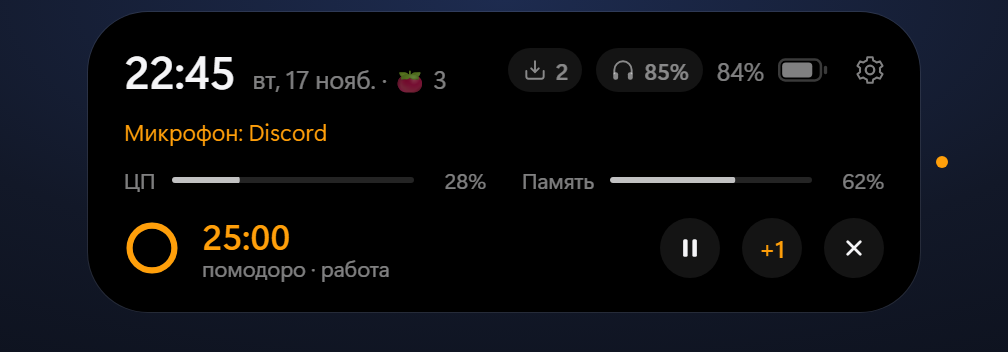 22:45 вт, 17 нояб. · 🍅 3 2 85% 84%
Микрофон: Discord
ЦП 28% Память 62%
25:00
помодоро · работа
+1